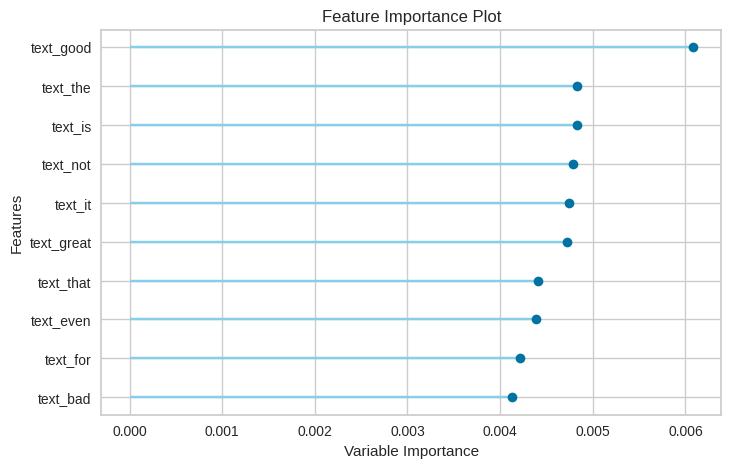 Feature Importance Plot
Features
text_good
text_the
text_is
text_not
text_it
text_great
text_that
text_even
text_for
text_bad
0.000 0.001 0.002 0.003 0.004 0.005 0.006
Variable Importance